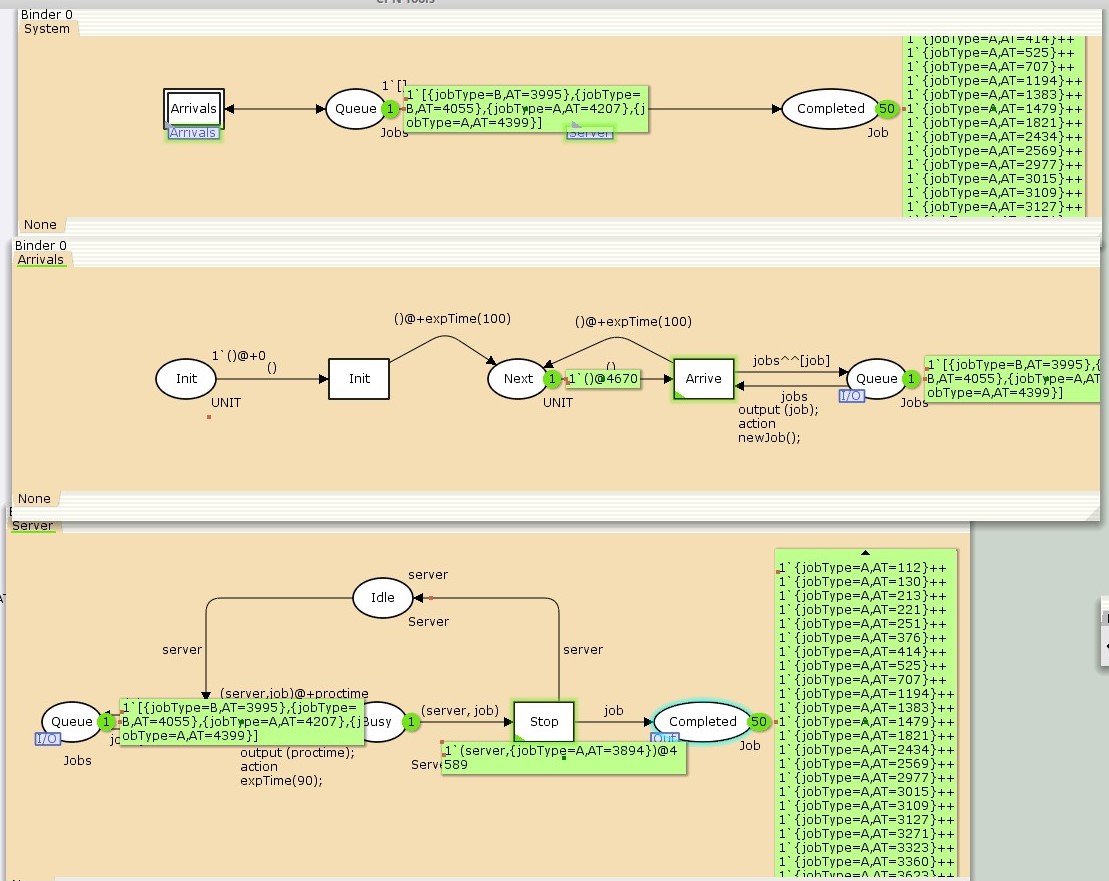 Binder 0
System
1`[]
Arrivals
Arrivals
Queue
1
Jobs
1`[{jobType=B,AT=3995},{jobType=
B,AT=4055},{jobType=A,AT=4207},{j
obType=A,AT=4399}]
Server
Completed
50
Job
1`{jobType=A,AT=414}++
1`{jobType=A,AT=525}++
1`{jobType=A,AT=707}++
1`{jobType=A,AT=1194}++
1`{jobType=A,AT=1383}++
1`{jobType=A,AT=1479}++
1`{jobType=A,AT=1821}++
1`{jobType=A,AT=2434}++
1`{jobType=A,AT=2569}++
1`{jobType=A,AT=2977}++
1`{jobType=A,AT=3015}++
1`{jobType=A,AT=3109}++
1`{jobType=A,AT=3127}++
None
Binder 0
Arrivals
()@+expTime(100)
()@+expTime(100)
1`()@+0
()
()
Init
UNIT
Init
Next
1
UNIT
1`()@4670
Arrive
jobs^^[job]
jobs
output (job);
action
newJob();
Queue
1
I/O
Jobs
1`[{jobType=B,AT=3995},{
B,AT=4055},{jobType=A,AT
obType=A,AT=4399}]
None
Server
server
Idle
Server
server
server
(server,job)@+proctime
Queue
1
I/O
Jobs
1`[{jobType=B,AT=3995},{jobType=
B,AT=4055},{jobType=A,AT=4207},{j
obType=A,AT=4399}]
output (proctime);
action
expTime(90);
Busy
1
(server, job)
Stop
1`(server,{jobType=A,AT=3894})@4
589
job
Completed
50
Out
Job
1`{jobType=A,AT=112}++
1`{jobType=A,AT=130}++
1`{jobType=A,AT=213}++
1`{jobType=A,AT=221}++
1`{jobType=A,AT=251}++
1`{jobType=A,AT=376}++
1`{jobType=A,AT=414}++
1`{jobType=A,AT=525}++
1`{jobType=A,AT=707}++
1`{jobType=A,AT=1194}++
1`{jobType=A,AT=1383}++
1`{jobType=A,AT=1479}++
1`{jobType=A,AT=1821}++
1`{jobType=A,AT=2434}++
1`{jobType=A,AT=2569}++
1`{jobType=A,AT=2977}++
1`{jobType=A,AT=3015}++
1`{jobType=A,AT=3109}++
1`{jobType=A,AT=3127}++
1`{jobType=A,AT=3271}++
1`{jobType=A,AT=3323}++
1`{jobType=A,AT=3360}++
1`{jobType=A,AT=3623}++